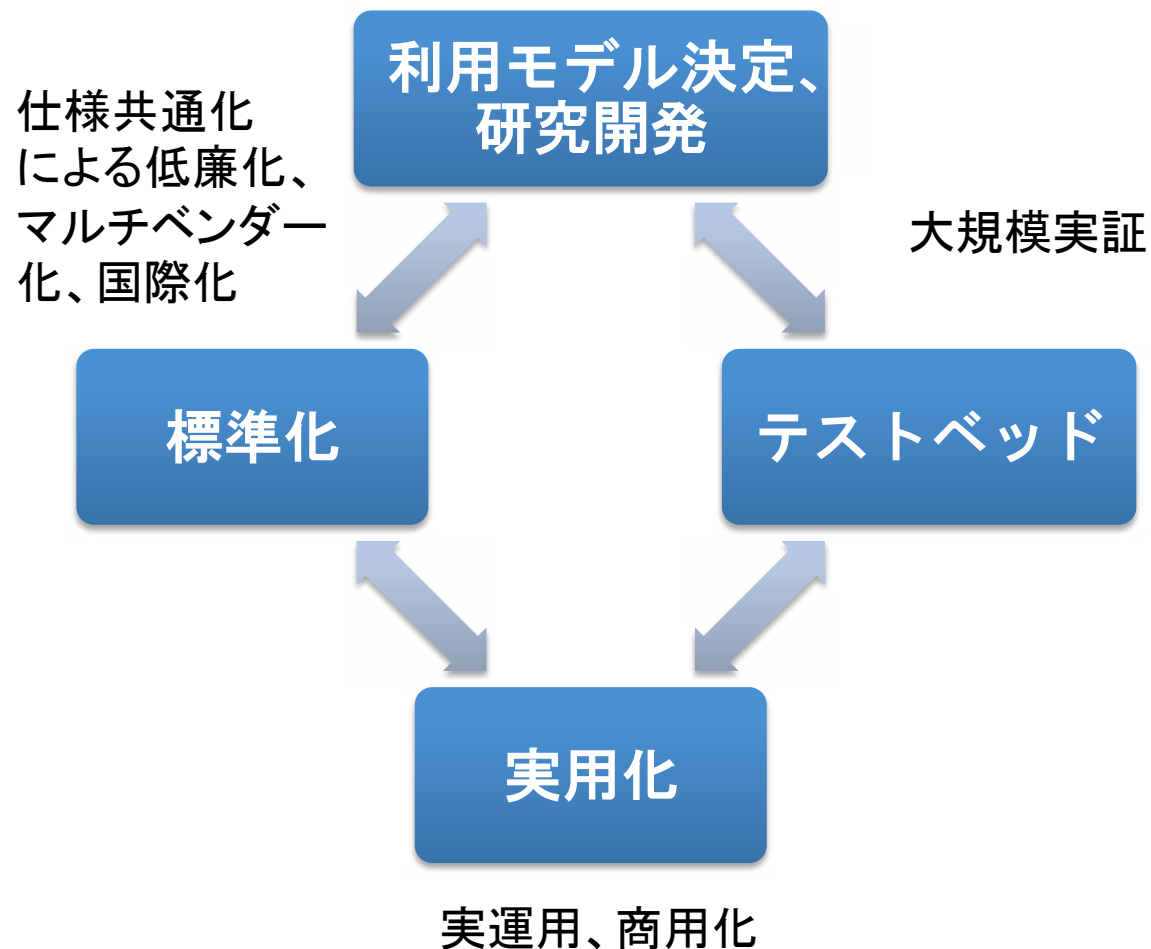 利用モデル決定、
研究開発
仕様共通化
による低廉化、
マルチベンダー
化、国際化
大規模実証
標準化
テストベッド
実用化
実運用、商用化